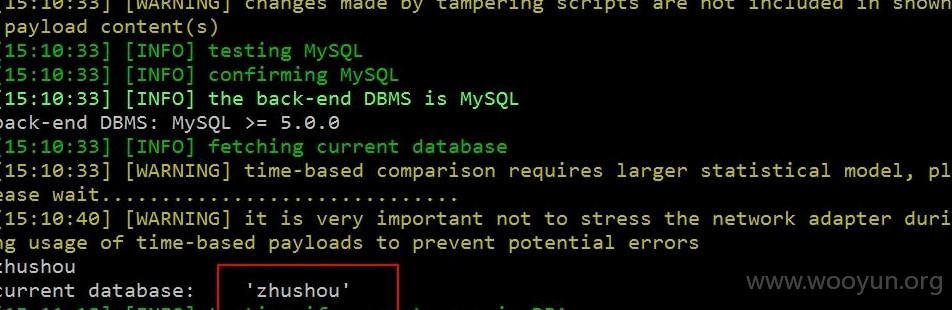 [15:10:33] [WARNING] changes made by tampering scripts are not included in shown
payload content(s)
[15:10:33] [INFO] testing MySQL
[15:10:33] [INFO] confirming MySQL
[15:10:33] [INFO] the back-end DBMS is MySQL
back-end DBMS: MySQL >= 5.0.0
[15:10:33] [INFO] fetching current database
[15:10:33] [WARNING] time-based comparison requires larger statistical model, pl
ease wait..............................
[15:10:40] [WARNING] it is very important not to stress the network adapter duri
ng usage of time-based payloads to prevent potential errors
zhushou
current database: 'zhushou'
www.wooyun.org